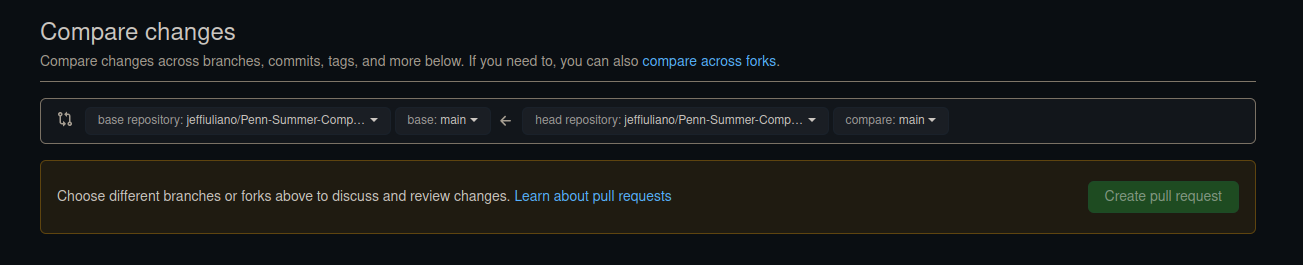 Compare changes
Compare changes across branches, commits, tags, and more below. If you need to, you can also compare across forks.
base repository: jeffiuliano/Penn-Summer-Comp... base: main head repository: jeffiuliano/Penn-Summer-Comp... compare: main
Choose different branches or forks above to discuss and review changes. Learn about pull requests Create pull request